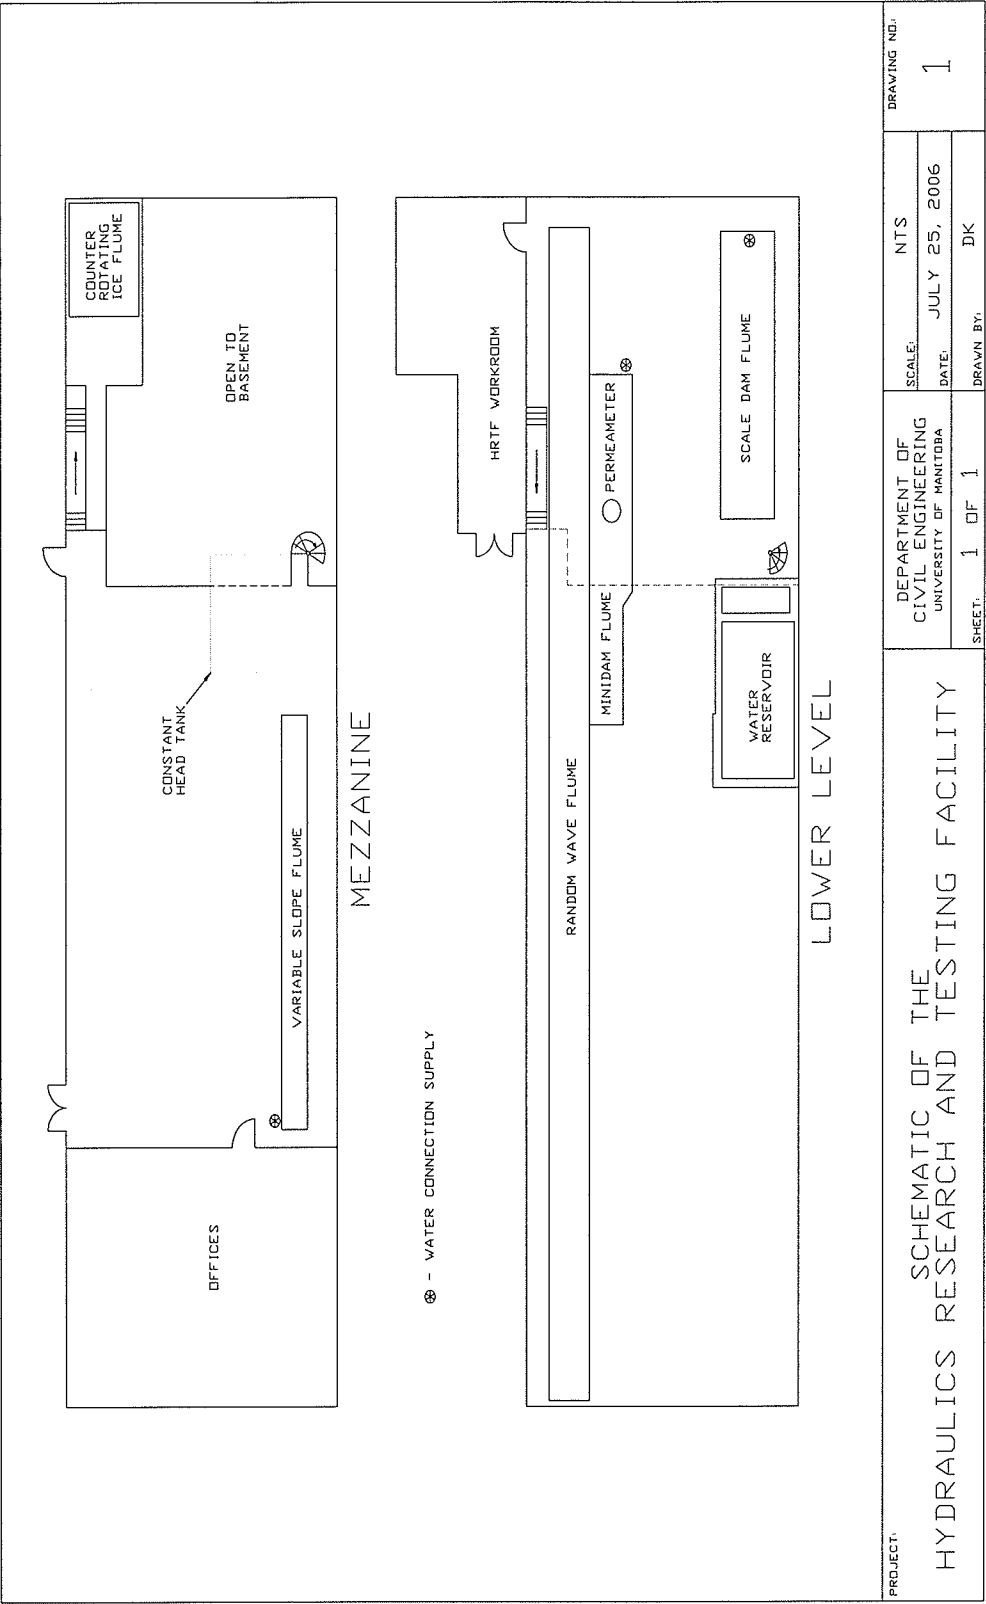 COUNTER
ROTATING
ICE FLUME
OPEN TO
BASEMENT
CONSTANT
HEAD TANK
VARIABLE SLOPE FLUME
OFFICES
MEZZANINE
- WATER CONNECTION SUPPLY
HRTF WORKROOM
PERMEAMETER
MINIDAM FLUME
RANDOM WAVE FLUME
SCALE DAM FLUME
WATER
RESERVOIR
LOWER LEVEL
PROJECT:
SCHEMATIC OF THE
HYDRAULICS RESEARCH AND TESTING FACILITY
DEPARTMENT OF
CIVIL ENGINEERING
UNIVERSITY OF MANITOBA
SHEET: 1 OF 1
SCALE: NTS
DATE: JULY 25, 2006
DRAWN BY: DK
DRAWING NO.:
1